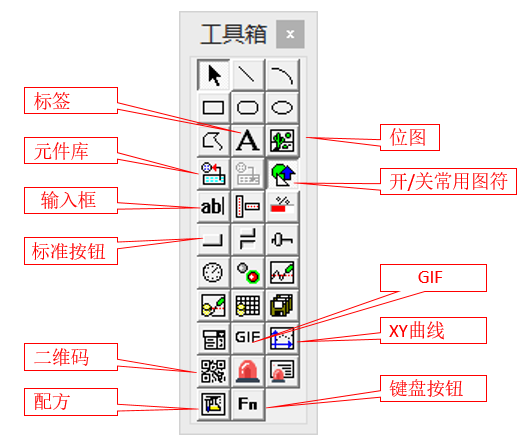 工具箱
x
标签
A
位图
元件库
开/关常用图符
输入框
ab|
标准按钮
GIF
GIF
XY曲线
二维码
配方
Fn
键盘按钮